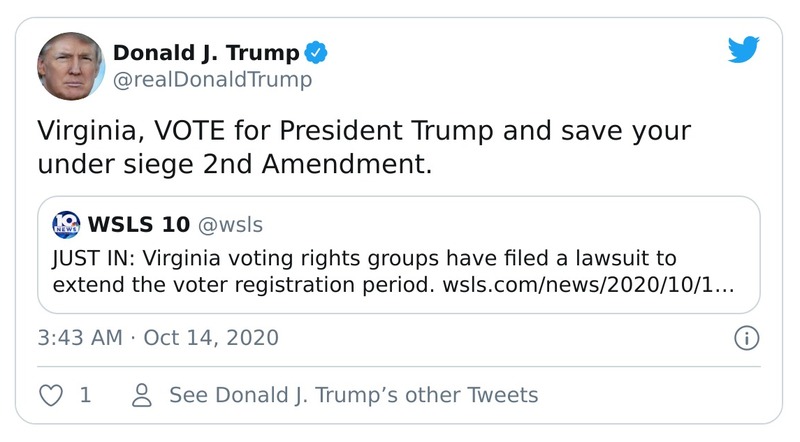 Donald J. Trump
@realDonaldTrump
Virginia, VOTE for President Trump and save your
under siege 2nd Amendment.
10
NEWS
WSLS 10 @wsls
JUST IN: Virginia voting rights groups have filed a lawsuit to
extend the voter registration period. wsls.com/news/2020/10/1…
3:43 AM · Oct 14, 2020
1 See Donald J. Trump’s other Tweets